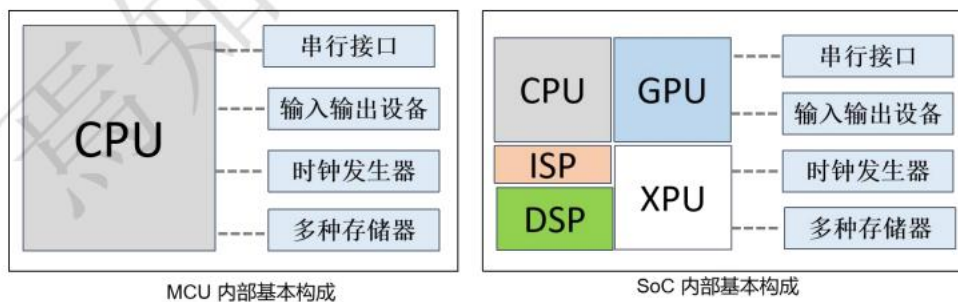 CPU
串行接口
输入输出设备
时钟发生器
多种存储器
MCU 内部基本构成
CPU
GPU
ISP
DSP
XPU
串行接口
输入输出设备
时钟发生器
多种存储器
SoC 内部基本构成